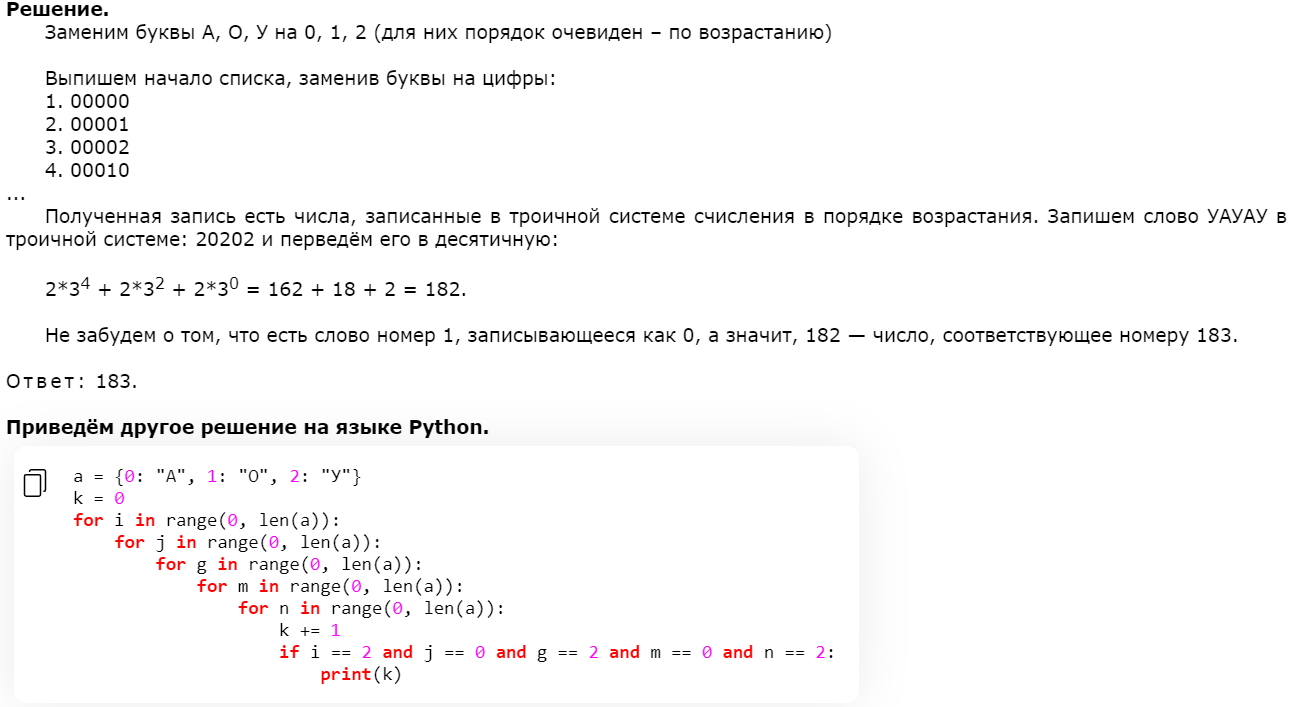 Решение.
Заменим буквы А, О, У на 0, 1, 2 (для них порядок очевиден – по возрастанию)
Выпишем начало списка, заменив буквы на цифры:
1. 00000
2. 00001
3. 00002
4. 00010
...
Полученная запись есть числа, записанные в троичной системе счисления в порядке возрастания. Запишем слово УАУАУ в
троичной системе: 20202 и перведём его в десятичную:
2*3⁴ + 2*3² + 2*3⁰ = 162 + 18 + 2 = 182.
Не забудем о том, что есть слово номер 1, записывающееся как 0, а значит, 182 — число, соответствующее номеру 183.
Ответ: 183.
Приведём другое решение на языке Python.
a = {0: "А", 1: "О", 2: "У"}
k = 0
for i in range(0, len(a)):
    for j in range(0, len(a)):
        for g in range(0, len(a)):
            for m in range(0, len(a)):
                for n in range(0, len(a)):
                    k += 1
                    if i == 2 and j == 0 and g == 2 and m == 0 and n == 2:
                        print(k)